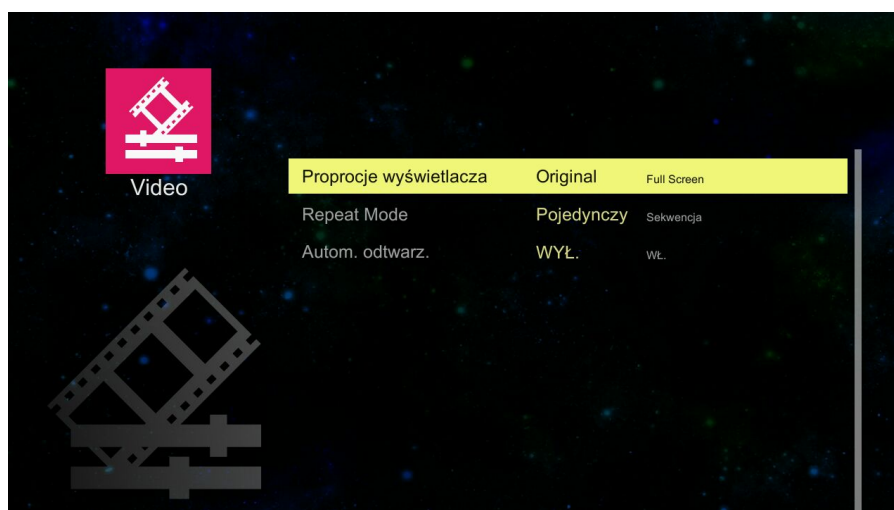 Video
Proprocje wyświetlacza Original Full Screen
Repeat Mode Pojedynczy Sekwencja
Autom. odtwarz. WYŁ. WŁ.